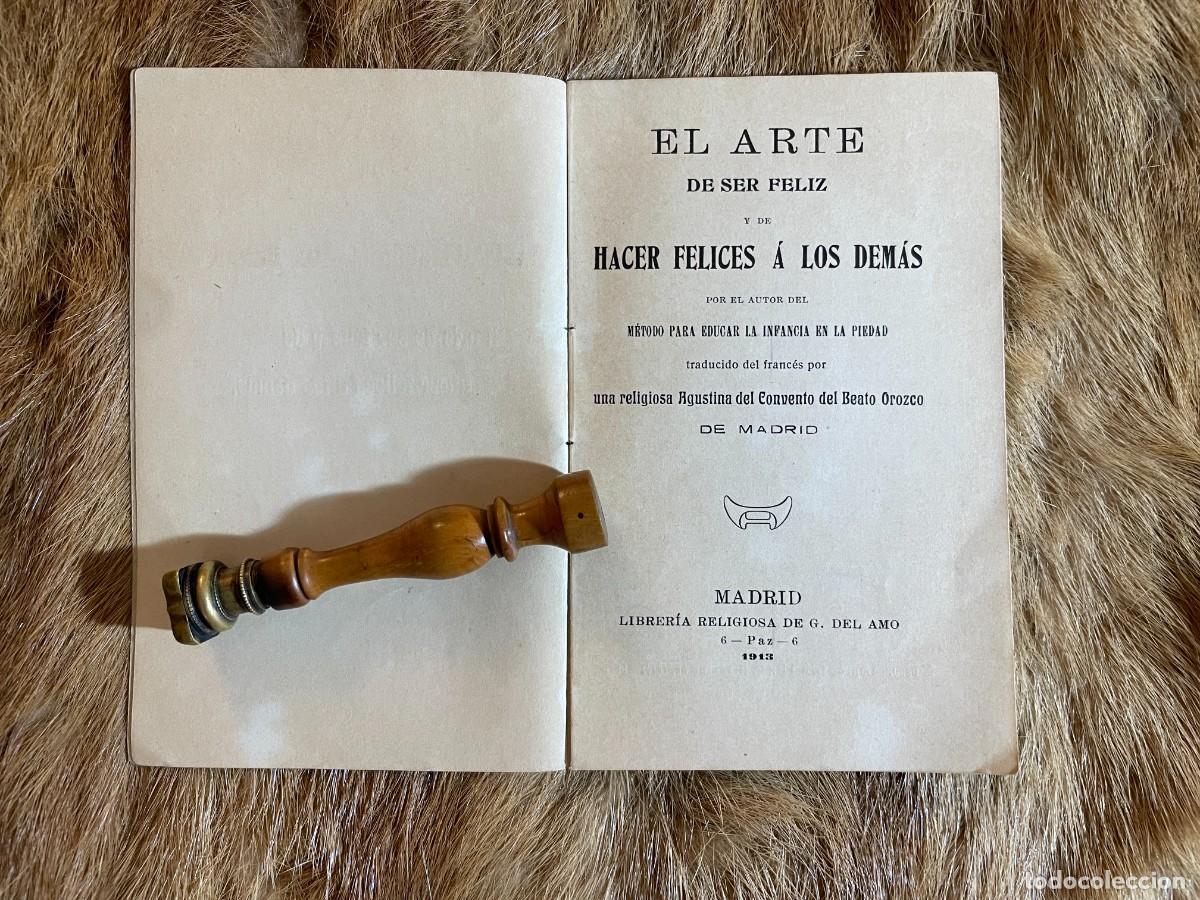 EL ARTE
DE SER FELIZ
Y DE
HACER FELICES Á LOS DEMÁS
POR EL AUTOR DEL
MÉTODO PARA EDUCAR LA INFANCIA EN LA PIEDAD
traducido del francés por
una religiosa Agustina del Convento del Beato Orozco
DE MADRID
MADRID
LIBRERÍA RELIGIOSA DE G. DEL AMO
6 — Paz — 6
1913
todocoleccion